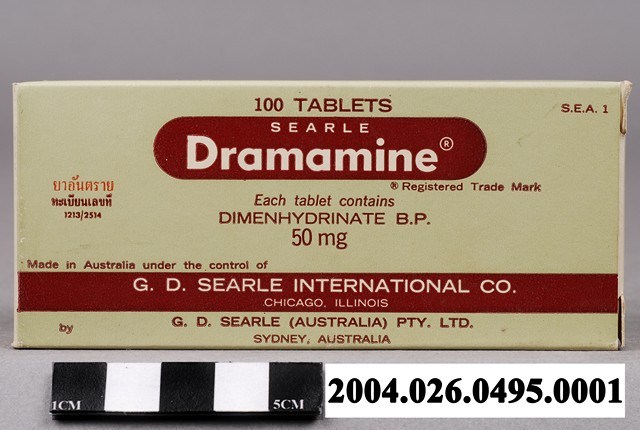 100 TABLETS
S.E.A. 1
SEARLE
Dramamine®
® Registered Trade Mark
ยาอันตราย
ทะเบียนเลขที่
1213/2514
Each tablet contains
DIMENHYDRINATE B.P.
50 mg
Made in Australia under the control of
G. D. SEARLE INTERNATIONAL CO.
CHICAGO, ILLINOIS
by G. D. SEARLE (AUSTRALIA) PTY. LTD.
SYDNEY, AUSTRALIA
1CM 5CM
2004.026.0495.0001